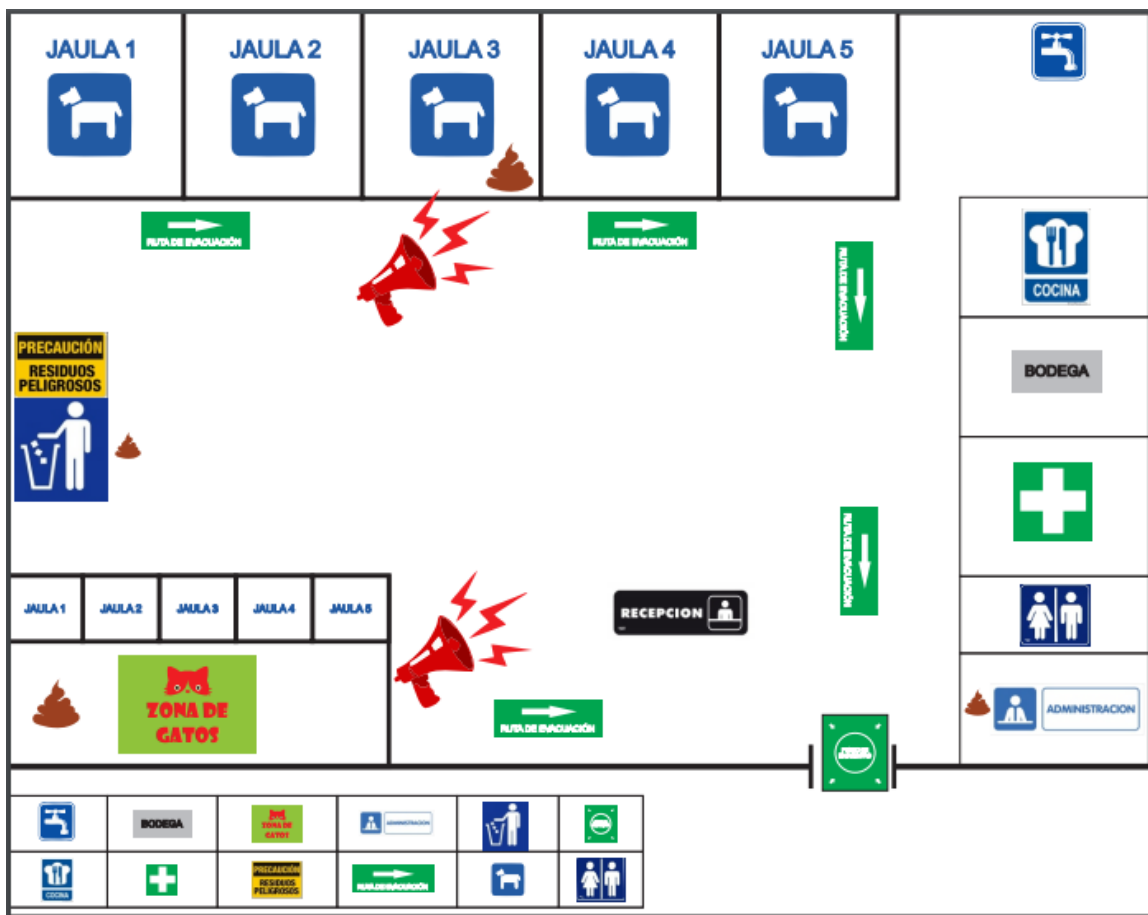 JAULA 1
JAULA 2
JAULA 3
JAULA 4
JAULA 5
RUTA DE EVACUACIÓN
RUTA DE EVACUACIÓN
RUTA DE EVACUACIÓN
COCINA
PRECAUCIÓN
RESIDUOS
PELIGROSOS
BODEGA
RUTA DE EVACUACIÓN
JAULA 1
JAULA 2
JAULA 3
JAULA 4
JAULA 5
RECEPCION
ZONA DE
GATOS
ADMINISTRACION
RUTA DE EVACUACIÓN
BODEGA
ZONA DE
GATOS
ADMINISTRACION
COCINA
PRECAUCIÓN
RESIDUOS
PELIGROSOS
RUTA DE EVACUACIÓN